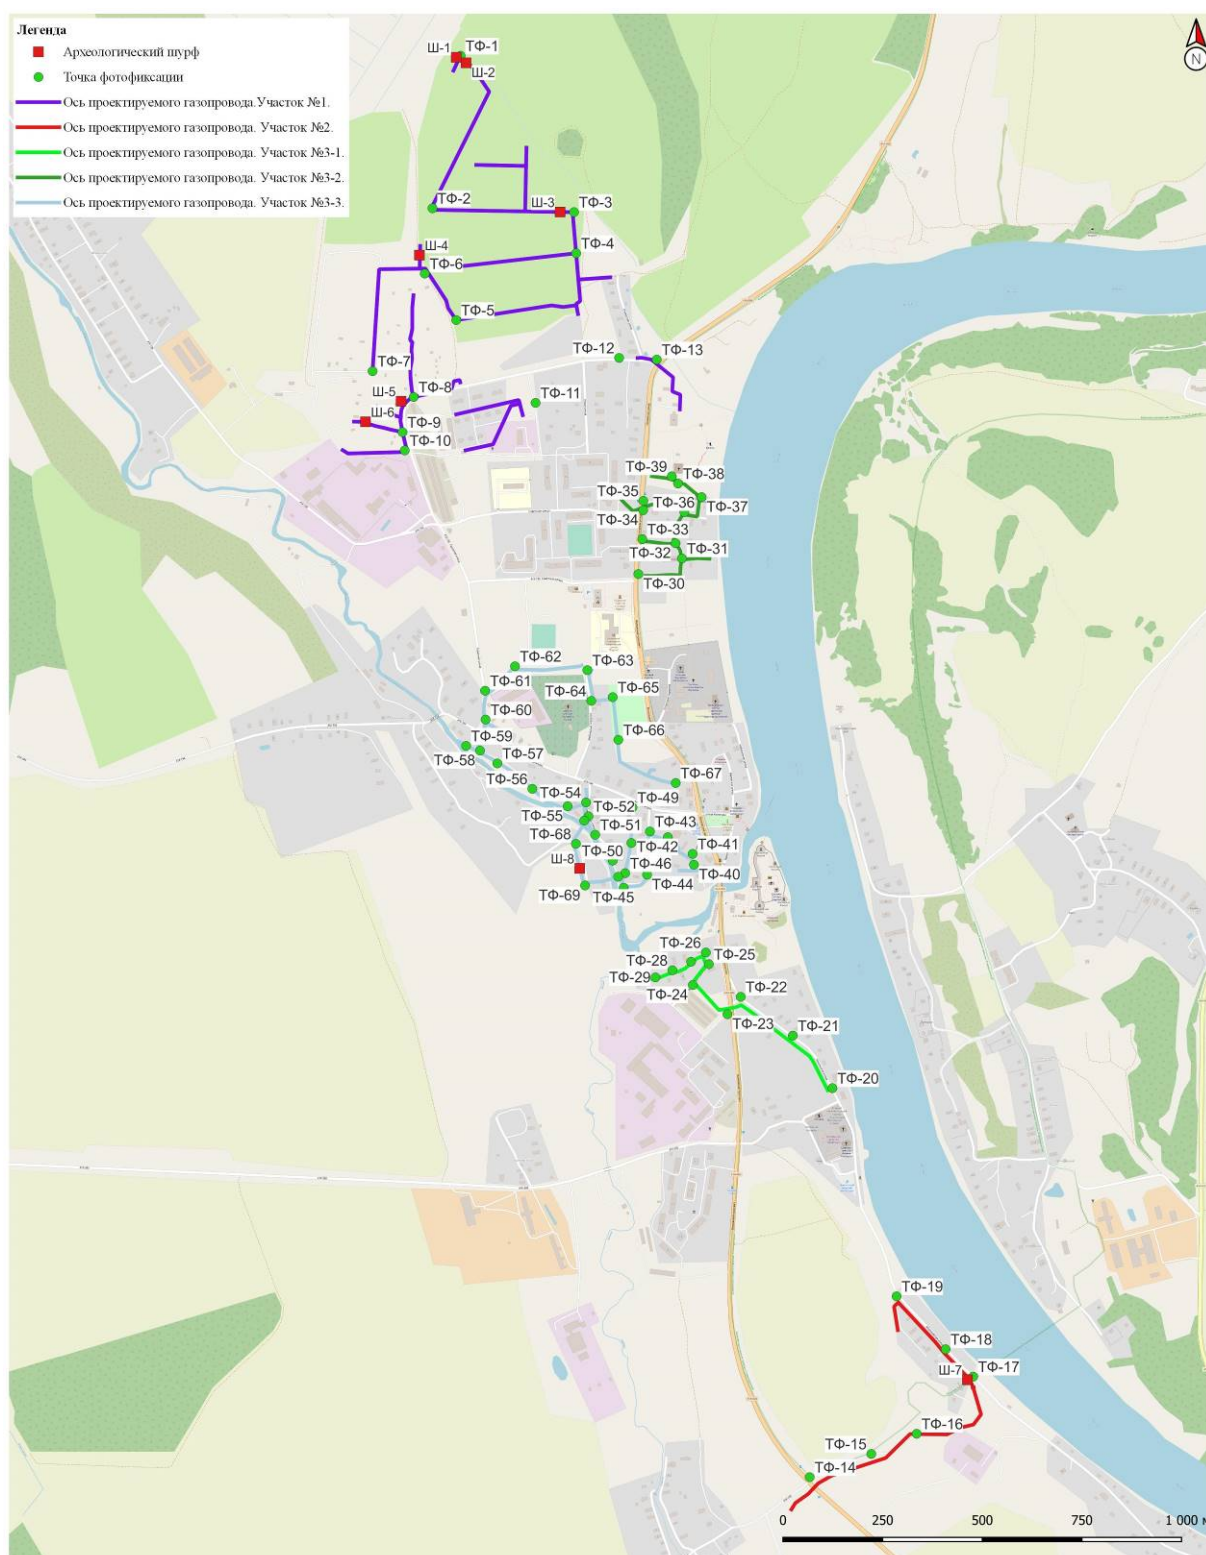 Легенда
Археологический шурф
Точка фотофиксации
Ось проектируемого газопровода.Участок №1.
Ось проектируемого газопровода. Участок №2.
Ось проектируемого газопровода. Участок №3-1.
Ось проектируемого газопровода. Участок №3-2.
Ось проектируемого газопровода. Участок №3-3.
N
Ш-1
ТФ-1
Ш-2
ТФ-2
Ш-3
ТФ-3
Ш-4
ТФ-4
ТФ-6
ТФ-5
ТФ-12
ТФ-13
ТФ-7
ТФ-8
Ш-5
ТФ-11
Ш-6
ТФ-9
ТФ-10
ТФ-39
ТФ-38
ТФ-35
ТФ-36
ТФ-37
ТФ-34
ТФ-33
ТФ-32
ТФ-31
ТФ-30
ТФ-62
ТФ-63
ТФ-61
ТФ-64
ТФ-65
ТФ-60
ТФ-66
ТФ-59
ТФ-58
ТФ-57
ТФ-56
ТФ-67
ТФ-54
ТФ-49
ТФ-52
ТФ-55
ТФ-51
ТФ-43
ТФ-68
ТФ-50
ТФ-42
ТФ-41
Ш-8
ТФ-46
ТФ-40
ТФ-44
ТФ-69
ТФ-45
ТФ-26
ТФ-25
ТФ-28
ТФ-29
ТФ-24
ТФ-22
ТФ-23
ТФ-21
ТФ-20
ТФ-19
ТФ-18
Ш-7
ТФ-17
ТФ-16
ТФ-15
ТФ-14
0 250 500 750 1 000 м